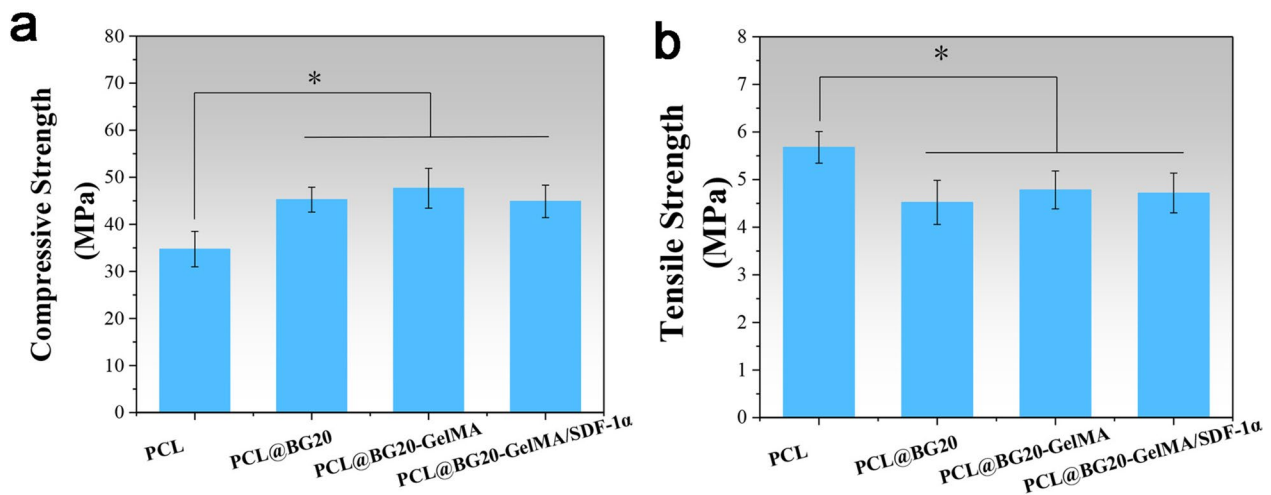 a
Compressive Strength
(MPa)
80
70
60
50
40
30
20
10
0
*
PCL
PCL@BG20
PCL@BG20-GelMA
PCL@BG20-GelMA/SDF-1α
b
Tensile Strength
(MPa)
8
7
6
5
4
3
2
1
0
*
PCL
PCL@BG20
PCL@BG20-GelMA
PCL@BG20-GelMA/SDF-1α